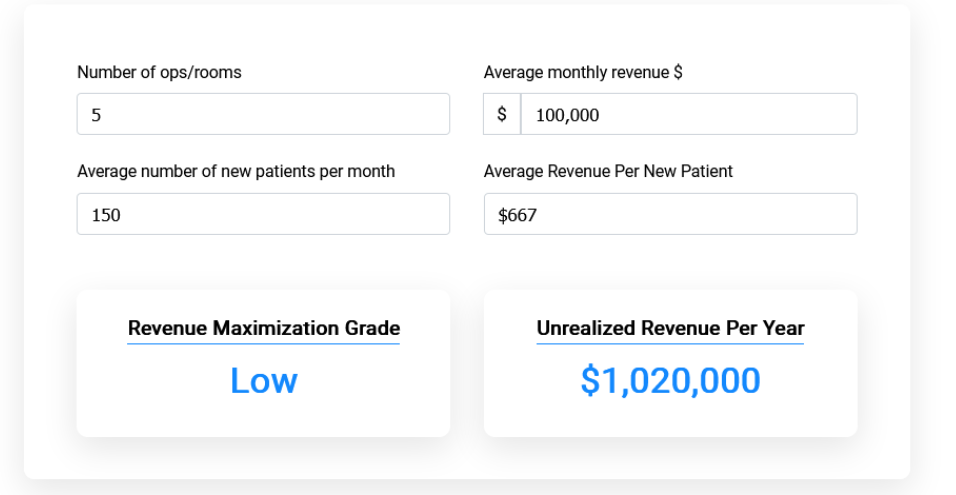 Number of ops/rooms
Average monthly revenue $
5
$ 100,000
Average number of new patients per month
Average Revenue Per New Patient
150
$667
Revenue Maximization Grade
Unrealized Revenue Per Year
Low
$1,020,000